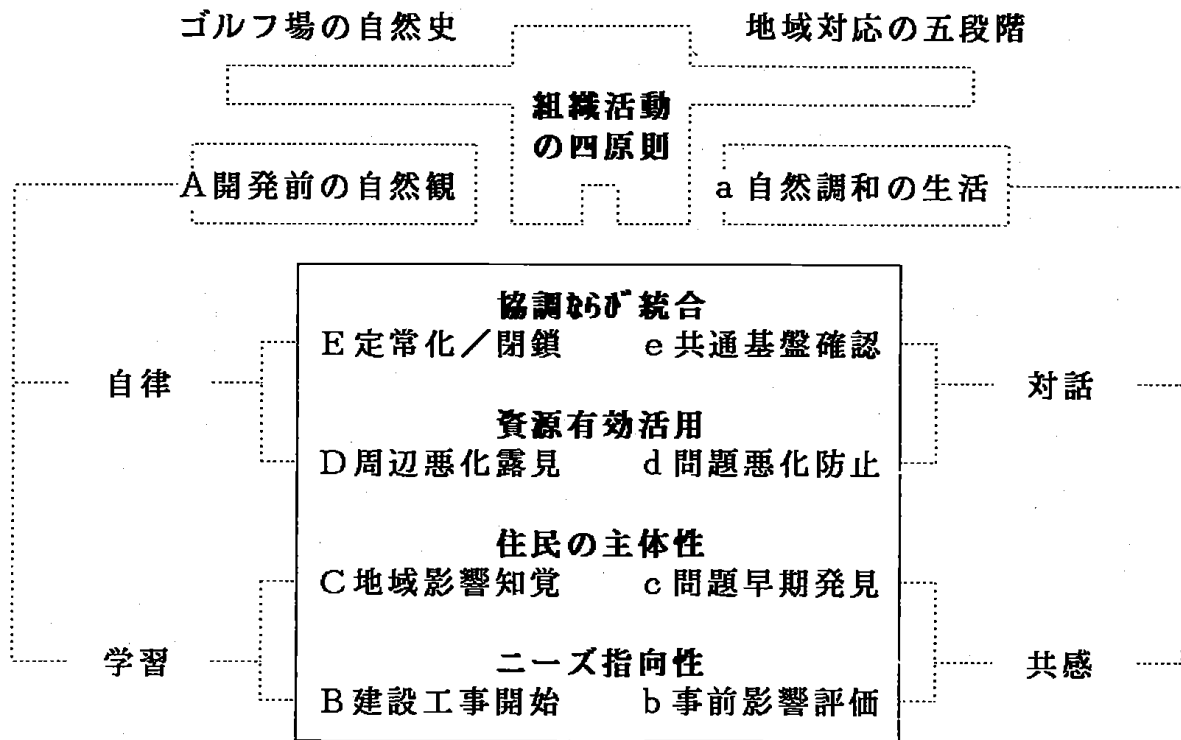 ゴルフ場の自然史
地域対応の五段階
組織活動
の四原則
A開発前の自然観
a自然調和の生活
協調ならび統合
E定常化／閉鎖
e共通基盤確認
自律
対話
資源有効活用
D周辺悪化露見
d問題悪化防止
住民の主体性
C地域影響知覚
c問題早期発見
学習
共感
ニーズ指向性
B建設工事開始
b事前影響評価